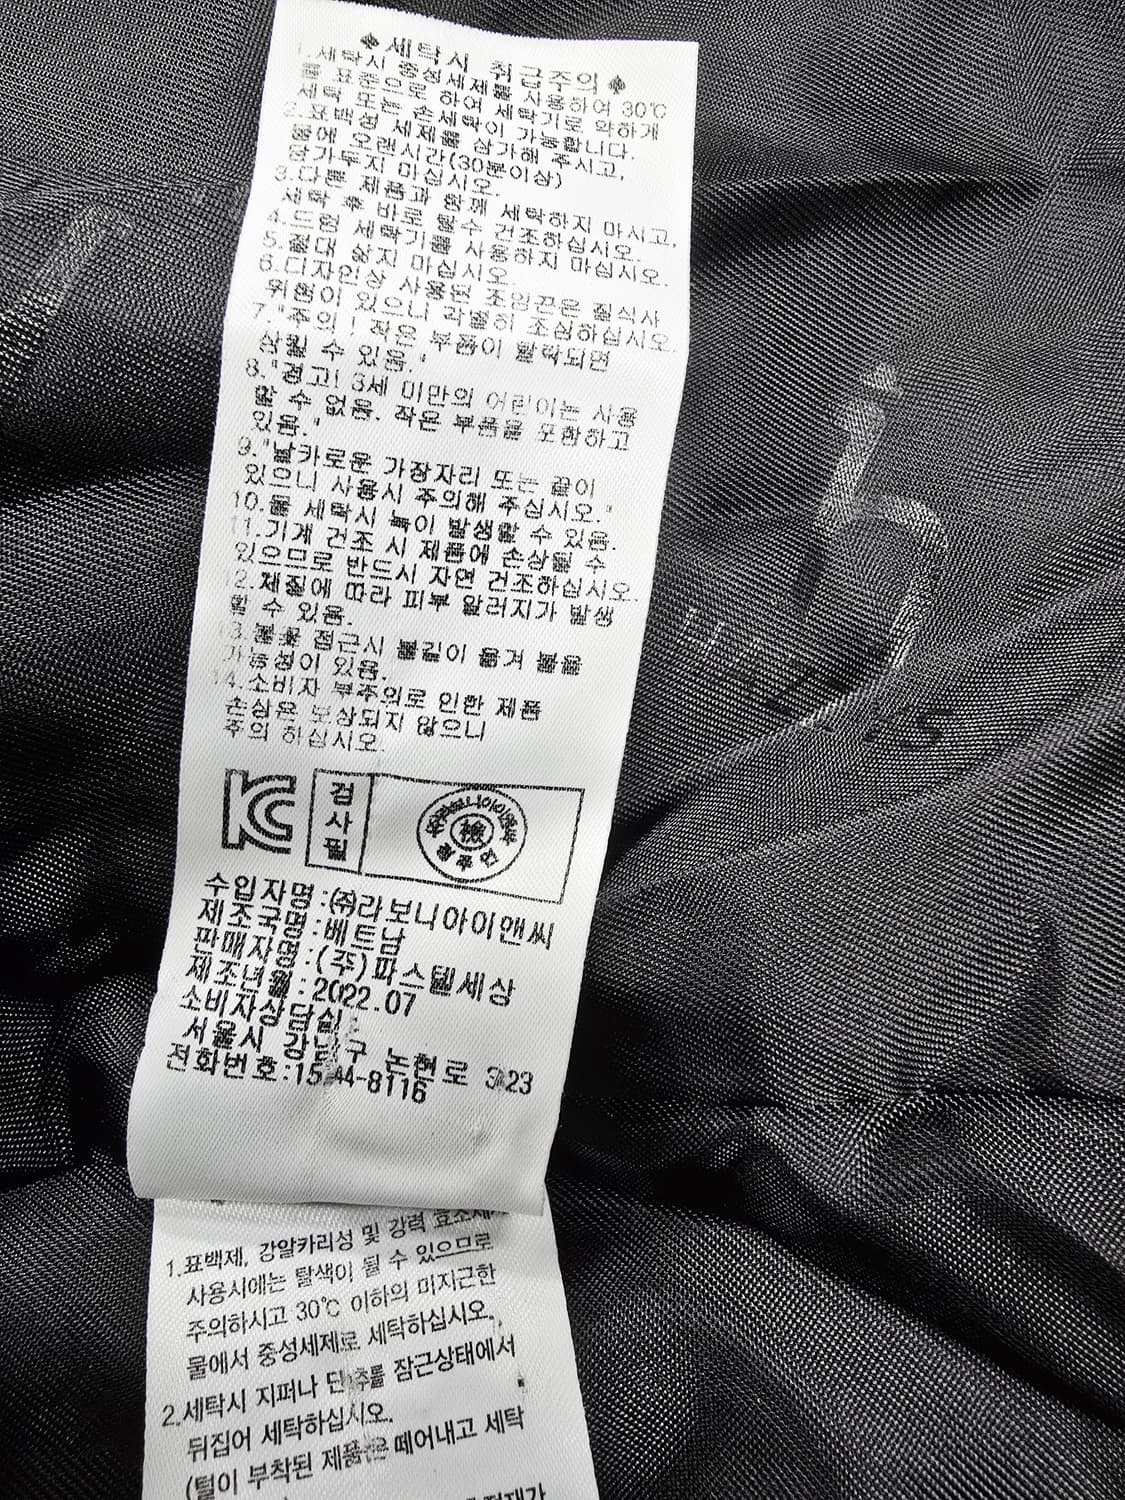 ♠세탁시 취급주의♠
1.세탁시 중성세제를 사용하여 30℃
를 표준으로 하여 세탁기로 약하게
세탁 또는 손세탁이 가능합니다.
2.표백성 세제를 삼가해 주시고,
물에 오랜시간(30분이상)
담가두지 마십시오.
3.다른 제품과 함께 세탁하지 마시고,
세탁 후 바로 탈수 건조하십시오.
4.드럼 세탁기를 사용하지 마십시오.
5.절대 삶지 마십시오.
6.디자인상 사용된 조임끈은 질식사
위험이 있으니 각별히 조심하십시오.
7."주의! 작은 부품이 탈락되면
삼킬 수 있음."
8."경고! 3세 미만의 어린이는 사용
할 수 없음. 작은 부품을 포함하고
있음."
9."날카로운 가장자리 또는 끝이
있으니 사용시 주의해 주십시오."
10.물 세탁시 녹이 발생할 수 있음.
11.기계 건조 시 제품에 손상될 수
있으므로 반드시 자연 건조하십시오.
12.체질에 따라 피부 알러지가 발생
할 수 있음.
13.불꽃 접근시 불길이 옮겨 붙을
가능성이 있음.
14.소비자 부주의로 인한 제품
손상은 보상되지 않으니
주의 하십시오.
KC
검사필
(주)라보니아이앤씨
檢
수입자명:㈜라보니아이앤씨
제조국명:베트남
판매자명:(주)파스텔세상
제조년월:2022.07
소비자상담실
서울시 강남구 논현로 323
전화번호:1544-8116
1.표백제, 강알카리성 및 강력 효소세제
사용시에는 탈색이 될 수 있으므로
주의하시고 30℃ 이하의 미지근한
물에서 중성세제로 세탁하십시오.
2.세탁시 지퍼나 단추를 잠근상태에서
뒤집어 세탁하십시오.
(털이 부착된 제품은 떼어내고 세탁